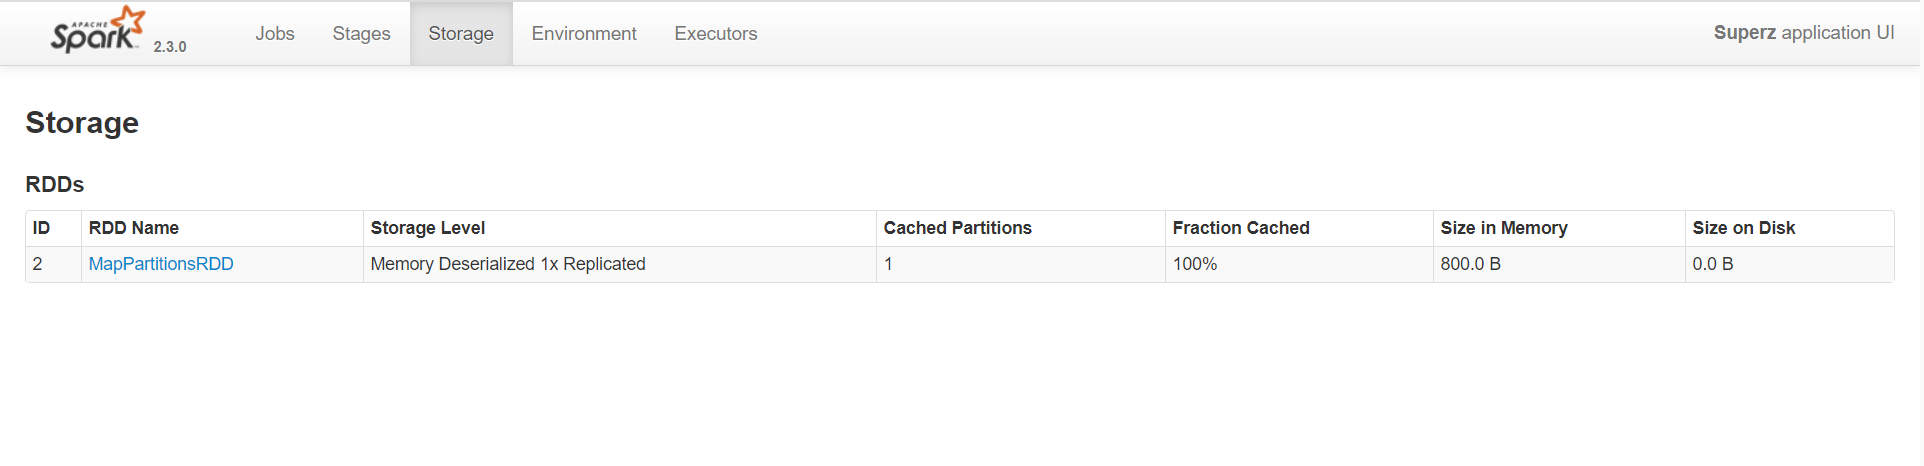 APACHE
Spark 2.3.0 Jobs Stages Storage Environment Executors Superz application UI
Storage
RDDs
ID RDD Name Storage Level Cached Partitions Fraction Cached Size in Memory Size on Disk
2 MapPartitionsRDD Memory Deserialized 1x Replicated 1 100% 800.0 B 0.0 B